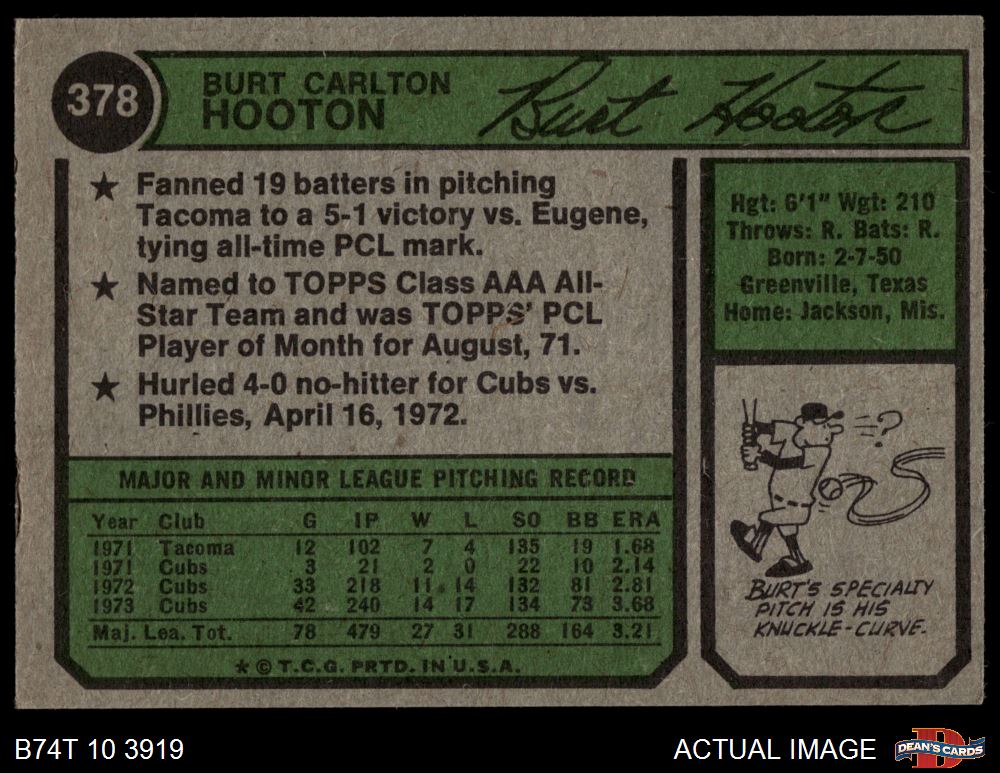 378
BURT CARLTON
HOOTON
Burt Hooton
★ Fanned 19 batters in pitching
Tacoma to a 5-1 victory vs. Eugene,
tying all-time PCL mark.
★ Named to TOPPS Class AAA All-
Star Team and was TOPPS' PCL
Player of Month for August, 71.
★ Hurled 4-0 no-hitter for Cubs vs.
Phillies, April 16, 1972.
MAJOR AND MINOR LEAGUE PITCHING RECORD
Year Club G IP W L SO BB ERA
1971 Tacoma 12 102 7 4 135 19 1.68
1971 Cubs 3 21 2 0 22 10 2.14
1972 Cubs 33 218 11 14 132 81 2.81
1973 Cubs 42 240 14 17 134 73 3.68
Maj. Lea. Tot. 78 479 27 31 288 164 3.21
★ © T.C.G. PRTD. IN U.S.A.
Hgt: 6'1" Wgt: 210
Throws: R. Bats: R.
Born: 2-7-50
Greenville, Texas
Home: Jackson, Mis.
?
BURT'S SPECIALTY
PITCH IS HIS
KNUCKLE-CURVE.
B74T 10 3919
ACTUAL IMAGE
D
DEAN'S CARDS